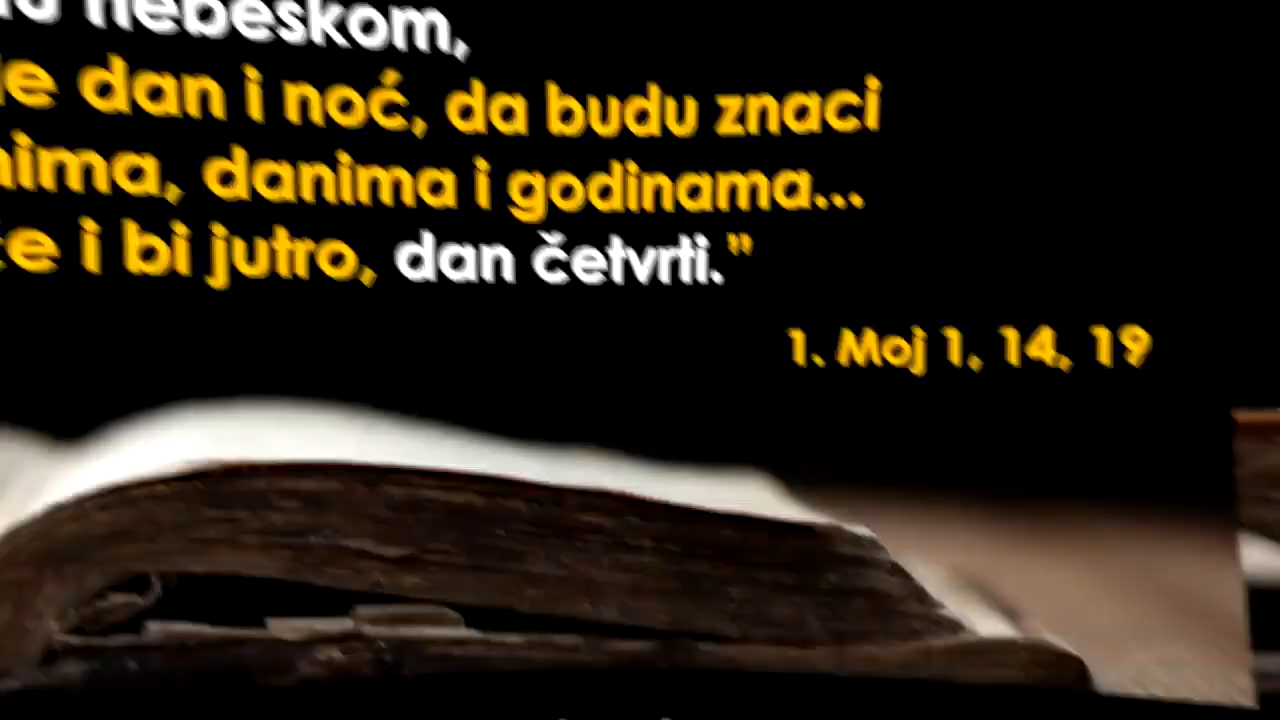 nebeskom,
dan i noć, da budu znaci
danima i godinama...
i bi jutro, dan četvrti."
1. Moj 1, 14, 19